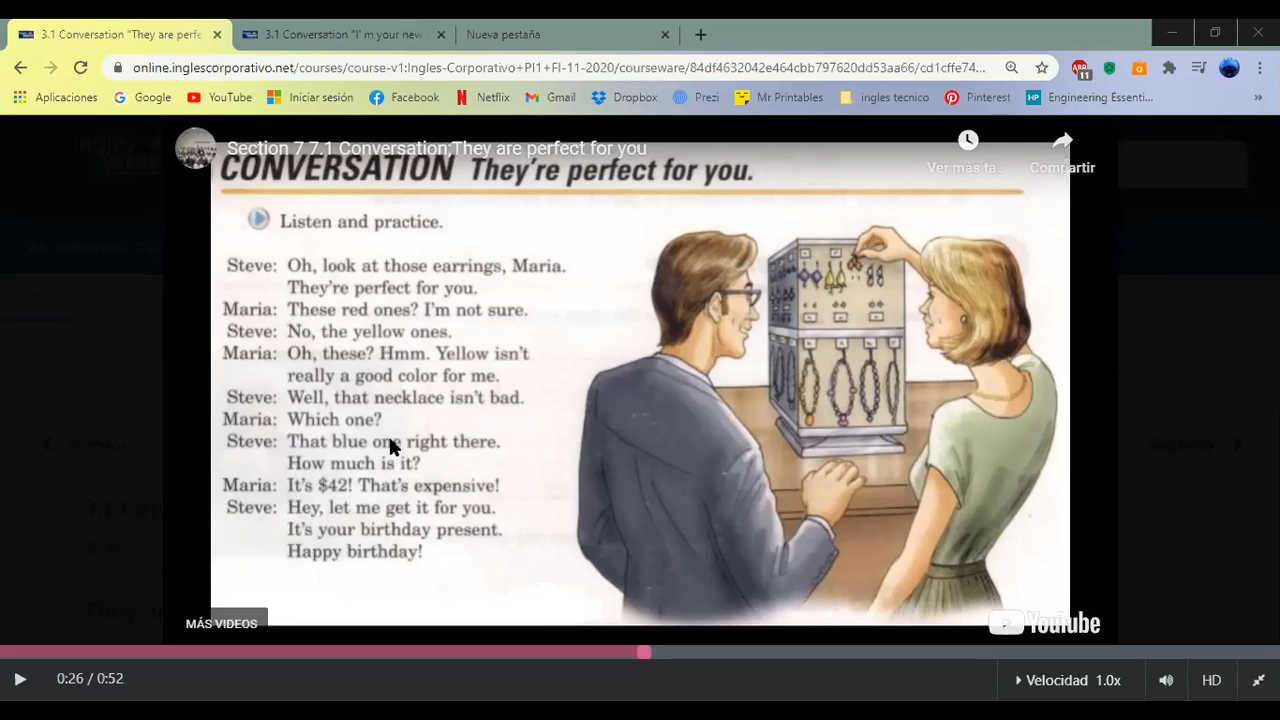 3.1 Conversation "They are perfe
3.1 Conversation "I' m your new
Nueva pestaña
online.inglescorporativo.net/courses/course-v1:Ingles-Corporativo+PI1+FI-11-2020/courseware/84df4632042e464cbb797620dd53aa66/cd1cffe74...
11
Aplicaciones
Google
YouTube
Iniciar sesión
Facebook
Netflix
Gmail
Dropbox
Prezi
Mr Printables
ingles tecnico
Pinterest
HP
Engineering Essenti...
»
Section 7 7.1 Conversation;They are perfect for you
Ver más ta...
Compartir
CONVERSATION They're perfect for you.
Listen and practice.
Steve: Oh, look at those earrings, Maria.
They're perfect for you.
Maria: These red ones? I'm not sure.
Steve: No, the yellow ones.
Maria: Oh, these? Hmm. Yellow isn't
really a good color for me.
Steve: Well, that necklace isn't bad.
Maria: Which one?
Steve: That blue one right there.
How much is it?
Maria: It's $42! That's expensive!
Steve: Hey, let me get it for you.
It's your birthday present.
Happy birthday!
MÁS VIDEOS
YouTube
0:26 / 0:52
Velocidad 1.0x
HD